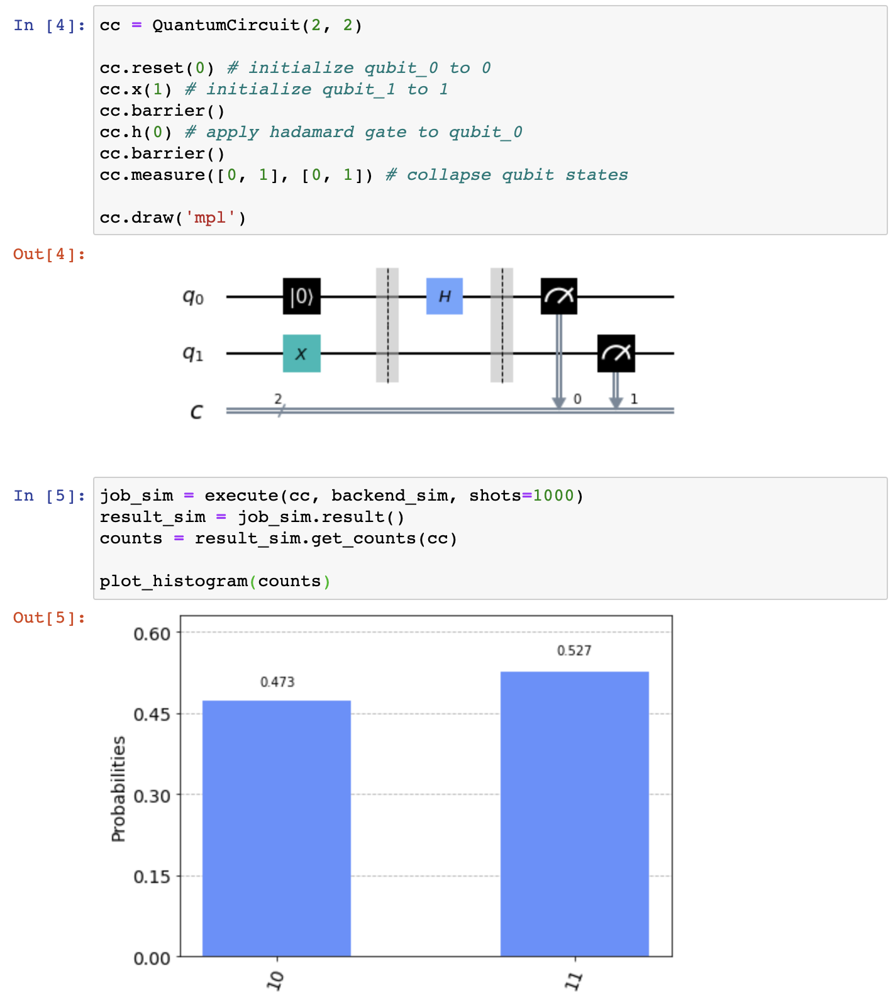 In [4]: cc = QuantumCircuit(2, 2)
cc.reset(0) # initialize qubit_0 to 0
cc.x(1) # initialize qubit_1 to 1
cc.barrier()
cc.h(0) # apply hadamard gate to qubit_0
cc.barrier()
cc.measure([0, 1], [0, 1]) # collapse qubit states
cc.draw('mpl')
Out[4]:
q0 |0⟩ H
q1 X
2 0 1
C
In [5]: job_sim = execute(cc, backend_sim, shots=1000)
result_sim = job_sim.result()
counts = result_sim.get_counts(cc)
plot_histogram(counts)
Out[5]:
0.60
0.527
0.473
0.45
Probabilities
0.30
0.15
0.00
10 11